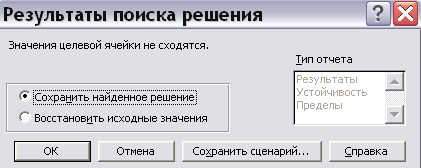 Результаты поиска решения
Значения целевой ячейки не сходятся.
Тип отчета
Результаты
Устойчивость
Пределы
Сохранить найденное решение
Восстановить исходные значения
ОК
Отмена
Сохранить сценарий...
Справка